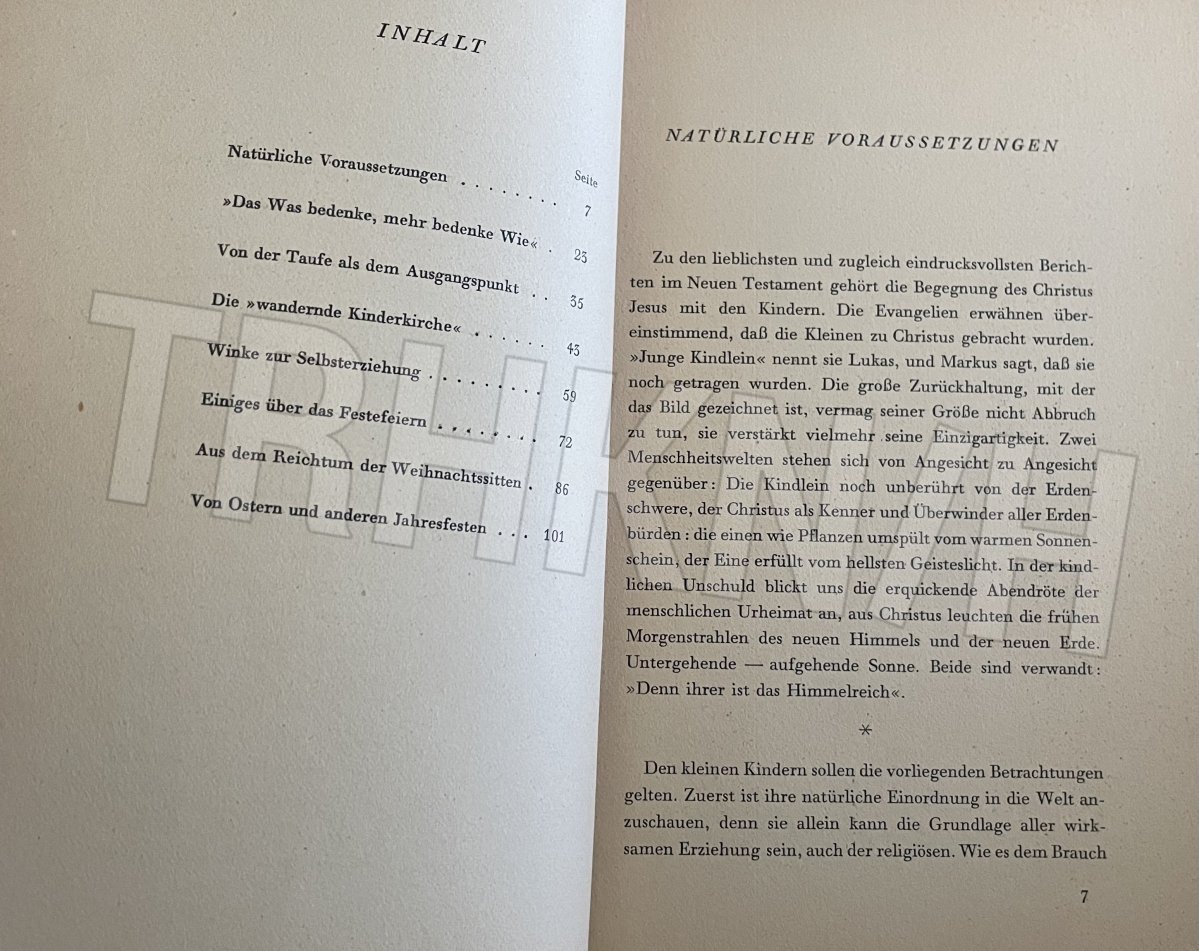 INHALT
Seite
Natürliche Voraussetzungen . . . . . . . . 7
»Das Was bedenke, mehr bedenke Wie« . 23
Von der Taufe als dem Ausgangspunkt . . 35
Die »wandernde Kinderkirche« . . . . . . 43
Winke zur Selbsterziehung . . . . . . . . . 59
Einiges über das Festefeiern . . . . . . . . 72
Aus dem Reichtum der Weihnachtssitten . 86
Von Ostern und anderen Jahresfesten . . . 101
NATÜRLICHE VORAUSSETZUNGEN
Zu den lieblichsten und zugleich eindrucksvollsten Berich-
ten im Neuen Testament gehört die Begegnung des Christus
Jesus mit den Kindern. Die Evangelien erwähnen über-
einstimmend, daß die Kleinen zu Christus gebracht wurden.
»Junge Kindlein« nennt sie Lukas, und Markus sagt, daß sie
noch getragen wurden. Die große Zurückhaltung, mit der
das Bild gezeichnet ist, vermag seiner Größe nicht Abbruch
zu tun, sie verstärkt vielmehr seine Einzigartigkeit. Zwei
Menschheitswelten stehen sich von Angesicht zu Angesicht
gegenüber: Die Kindlein noch unberührt von der Erden-
schwere, der Christus als Kenner und Überwinder aller Erden-
bürden: die einen wie Pflanzen umspült vom warmen Sonnen-
schein, der Eine erfüllt vom hellsten Geisteslicht. In der kind-
lichen Unschuld blickt uns die erquickende Abendröte der
menschlichen Urheimat an, aus Christus leuchten die frühen
Morgenstrahlen des neuen Himmels und der neuen Erde.
Untergehende — aufgehende Sonne. Beide sind verwandt:
»Denn ihrer ist das Himmelreich«.
*
Den kleinen Kindern sollen die vorliegenden Betrachtungen
gelten. Zuerst ist ihre natürliche Einordnung in die Welt an-
zuschauen, denn sie allein kann die Grundlage aller wirk-
samen Erziehung sein, auch der religiösen. Wie es dem Brauch
7